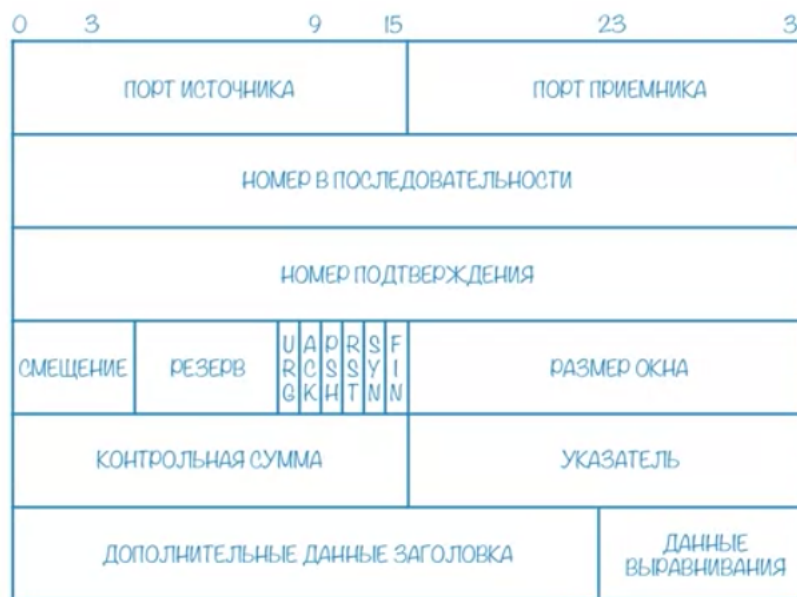 0 3 9 15 23 3
ПОРТ ИСТОЧНИКА ПОРТ ПРИЕМНИКА
НОМЕР В ПОСЛЕДОВАТЕЛЬНОСТИ
НОМЕР ПОДТВЕРЖДЕНИЯ
СМЕЩЕНИЕ РЕЗЕРВ URG ACK PSH RST SYN FIN РАЗМЕР ОКНА
КОНТРОЛЬНАЯ СУММА УКАЗАТЕЛЬ
ДОПОЛНИТЕЛЬНЫЕ ДАННЫЕ ЗАГОЛОВКА ДАННЫЕ
ВЫРАВНИВАНИЯ